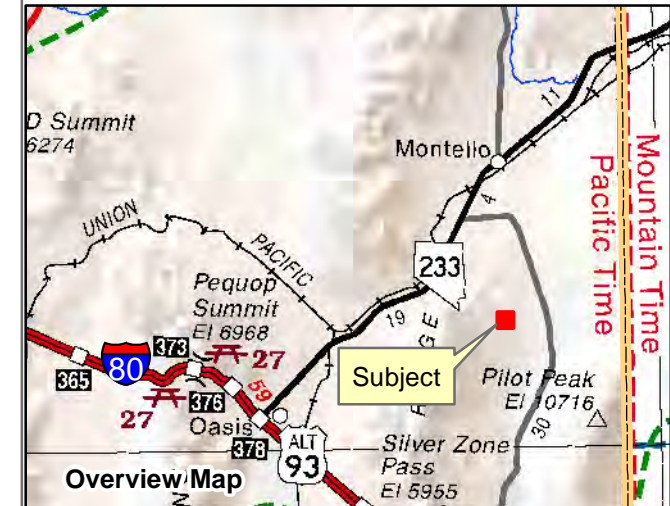 D Summit
6274
Montello
11
4
Mountain Time
Pacific Time
UNION
PACIFIC
233
Pequop
Summit
El 6968
19
GE
80
373
27
365
59
Subject
27
376
Pilot Peak
El 10716
Oasis
378
ALT
93
30
Silver Zone
Pass
El 5955
Overview Map